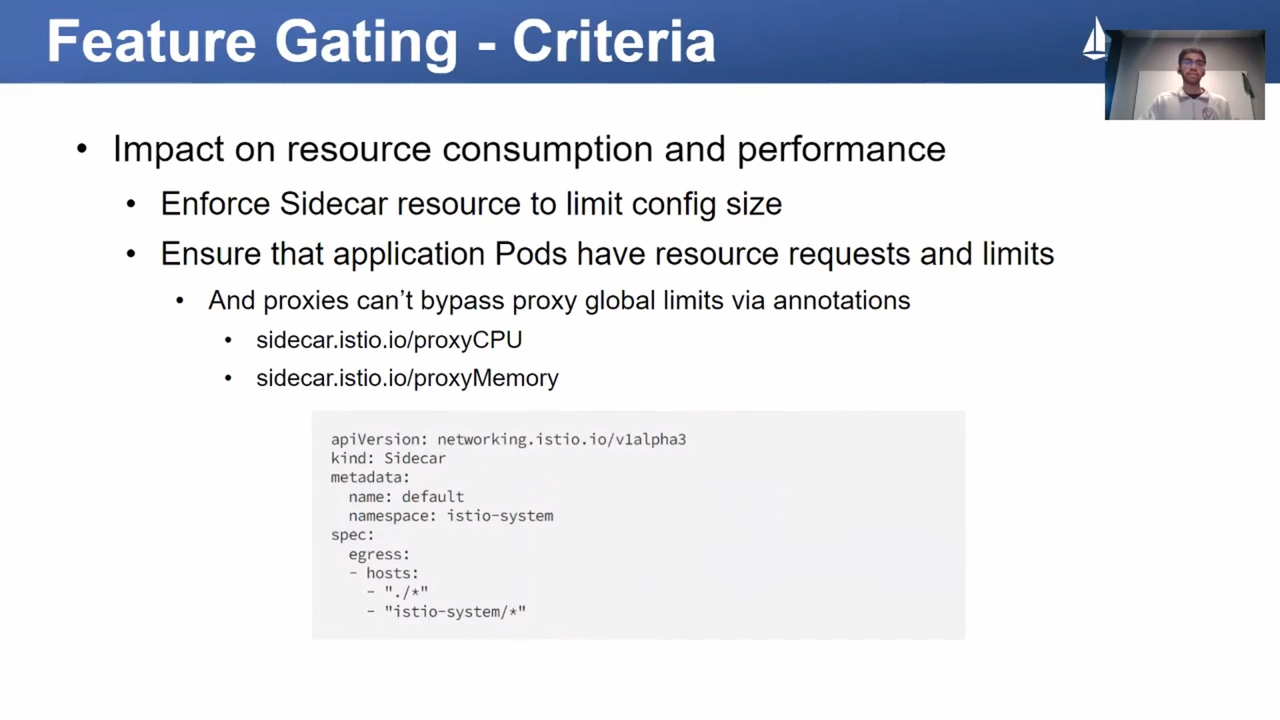 Feature Gating - Criteria
• Impact on resource consumption and performance
• Enforce Sidecar resource to limit config size
• Ensure that application Pods have resource requests and limits
• And proxies can't bypass proxy global limits via annotations
• sidecar.istio.io/proxyCPU
• sidecar.istio.io/proxyMemory
apiVersion: networking.istio.io/v1alpha3
kind: Sidecar
metadata:
  name: default
  namespace: istio-system
spec:
  egress:
  - hosts:
    - "./*"
    - "istio-system/*"